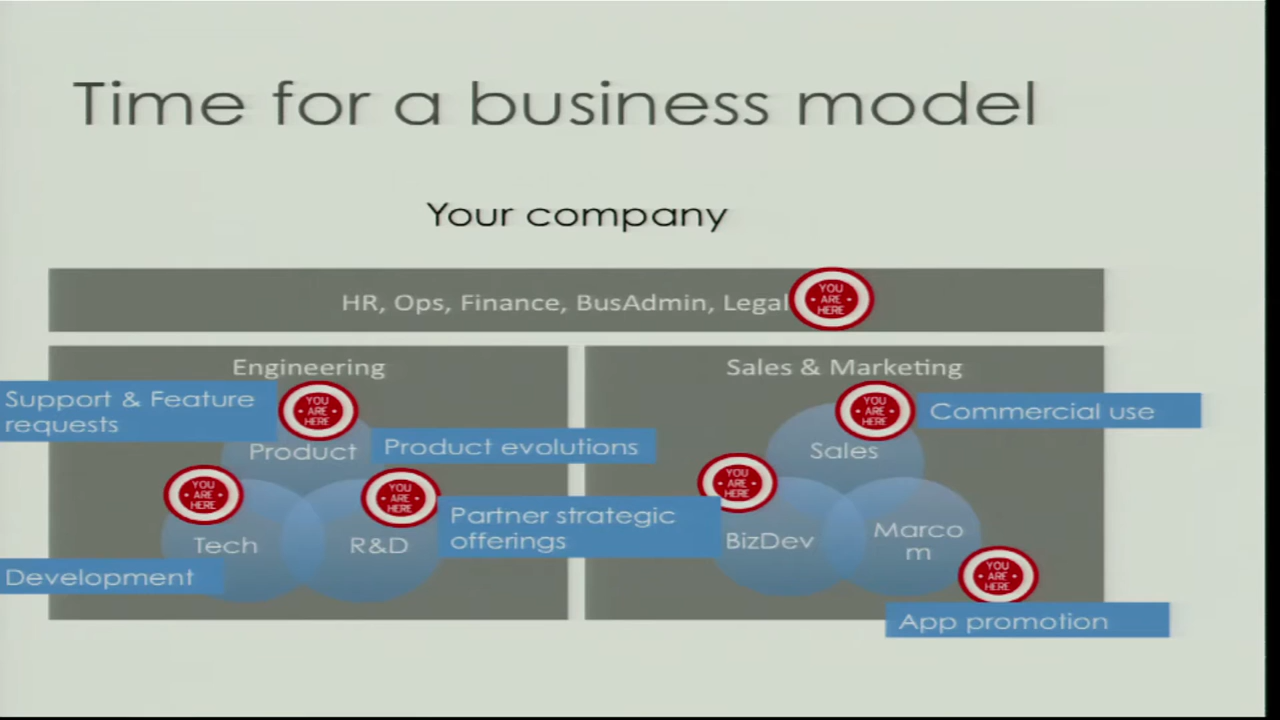 Time for a business model
Your company
HR, Ops, Finance, BusAdmin, Legal
YOU
ARE
HERE
Engineering
Sales & Marketing
Support & Feature
requests
YOU
ARE
HERE
Product
Product evolutions
YOU
ARE
HERE
Tech
YOU
ARE
HERE
R&D
Partner strategic
offerings
Development
YOU
ARE
HERE
Sales
Commercial use
YOU
ARE
HERE
BizDev
Marco
m
YOU
ARE
HERE
App promotion